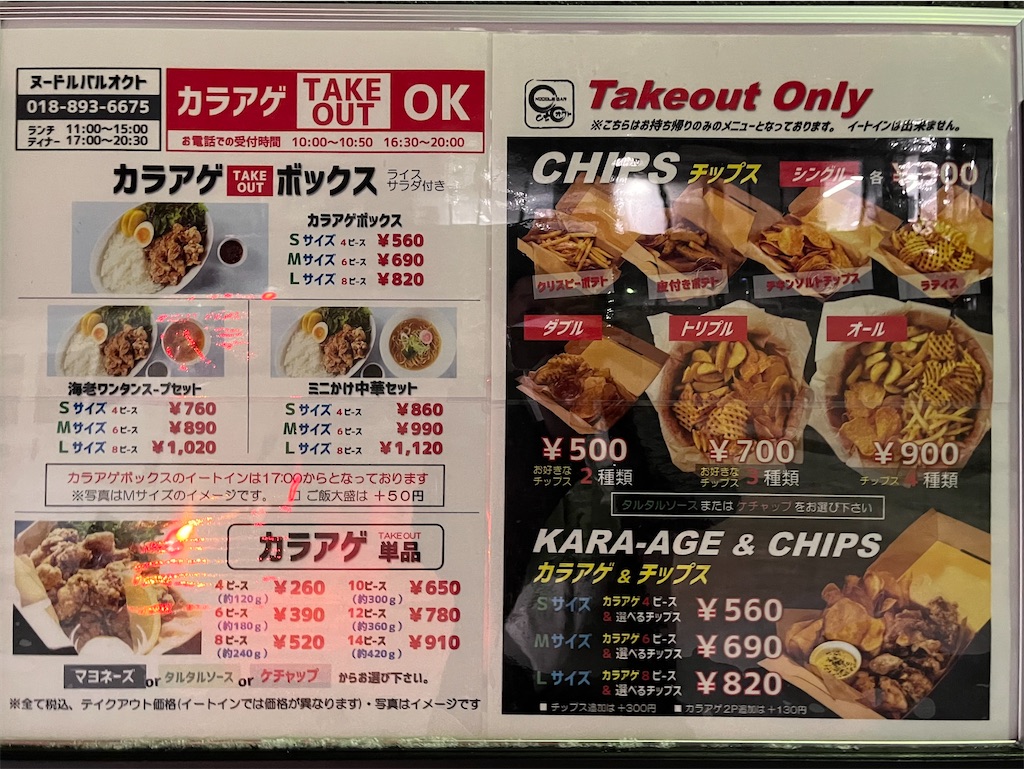 ヌードルバルオクト
018-893-6675
ランチ 11:00〜15:00
ディナー 17:00〜20:30
カラアゲ TAKE OUT OK
お電話での受付時間 10:00〜10:50 16:30〜20:00
カラアゲ TAKE OUT ボックス ライス サラダ付き
カラアゲボックス
Sサイズ 4ピース ¥560
Mサイズ 6ピース ¥690
Lサイズ 8ピース ¥820
海老ワンタンスープセット
Sサイズ 4ピース ¥760
Mサイズ 6ピース ¥890
Lサイズ 8ピース ¥1,020
ミニかけ中華セット
Sサイズ 4ピース ¥860
Mサイズ 6ピース ¥990
Lサイズ 8ピース ¥1,120
カラアゲボックスのイートインは17:00からとなっております
※写真はMサイズのイメージです。 □ ご飯大盛は +50円
カラアゲ TAKE OUT 単品
4ピース (約120g) ¥260
6ピース (約180g) ¥390
8ピース (約240g) ¥520
10ピース (約300g) ¥650
12ピース (約360g) ¥780
14ピース (約420g) ¥910
マヨネーズ or タルタルソース or ケチャップ からお選び下さい。
※全て税込、テイクアウト価格(イートインでは価格が異なります)・写真はイメージです
NOODLE BAR
オクト
Takeout Only
※こちらはお持ち帰りのみのメニューとなっております。 イートインは出来ません。
CHIPS チップス シングル 各 ¥300
クリスピーポテト
皮付きポテト
チキンソルトチップス
ラティス
ダブル
¥500
お好きな チップス 2種類
トリプル
¥700
お好きな チップス 3種類
オール
¥900
チップス 4種類
タルタルソース または ケチャップ をお選び下さい
KARA-AGE & CHIPS
カラアゲ & チップス
Sサイズ カラアゲ4ピース & 選べるチップス ¥560
Mサイズ カラアゲ6ピース & 選べるチップス ¥690
Lサイズ カラアゲ8ピース & 選べるチップス ¥820
■ チップス追加は +300円 ■ カラアゲ2P追加は +130円